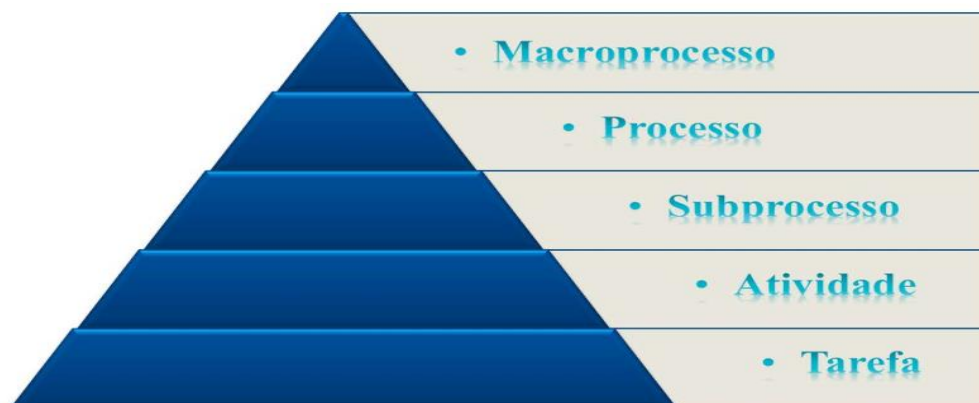 • Macroprocesso
• Processo
• Subprocesso
• Atividade
• Tarefa